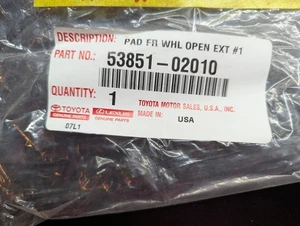 DESCRIPTION: PAD FR WHL OPEN EXT #1
PART NO.: 53851-02010
QUANTITY: 1
TOYOTA MOTOR SALES, U.S.A., INC.
TOYOTA LEXUS
GENUINE PARTS GENUINE PARTS
MADE IN: USA
07L1